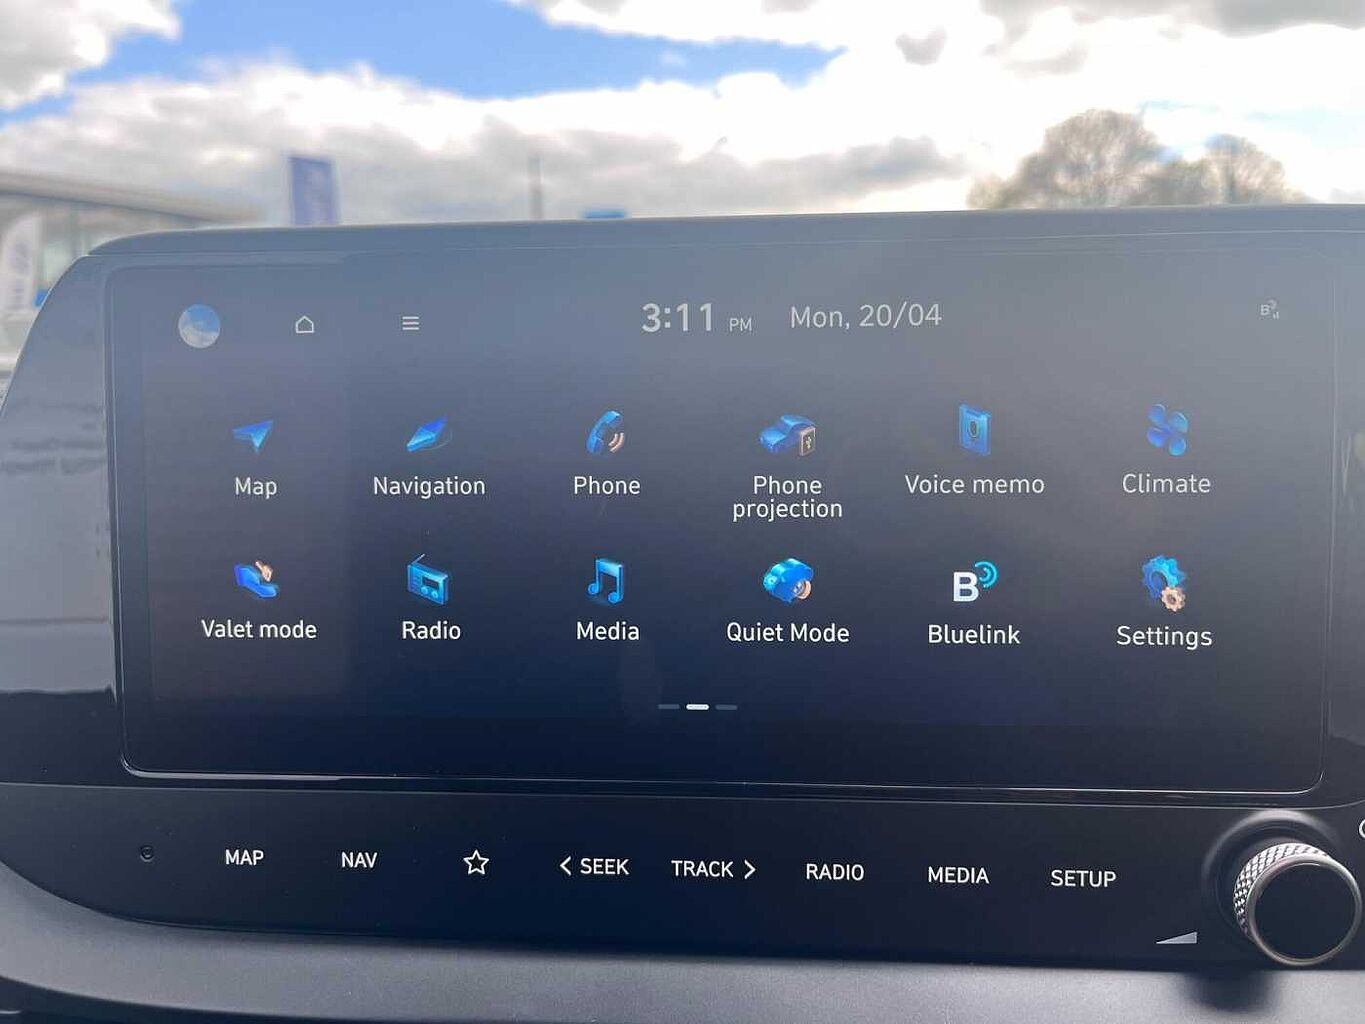 3:11 PM Mon, 20/04
Map Navigation Phone Phone projection Voice memo Climate
Valet mode Radio Media Quiet Mode Bluelink Settings
MAP NAV SEEK TRACK RADIO MEDIA SETUP